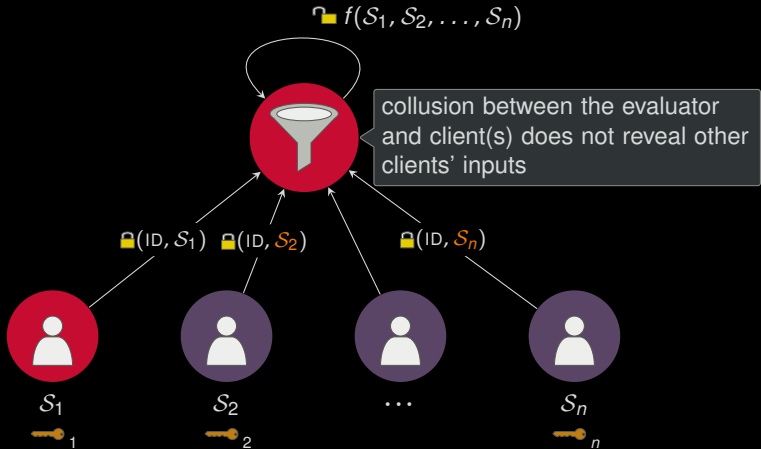 f(S₁, S₂, . . . , Sₙ)
collusion between the evaluator
and client(s) does not reveal other
clients' inputs
(ID, S₁) (ID, S₂) (ID, Sₙ)
S₁ S₂ ⋯ Sₙ
1 2 n